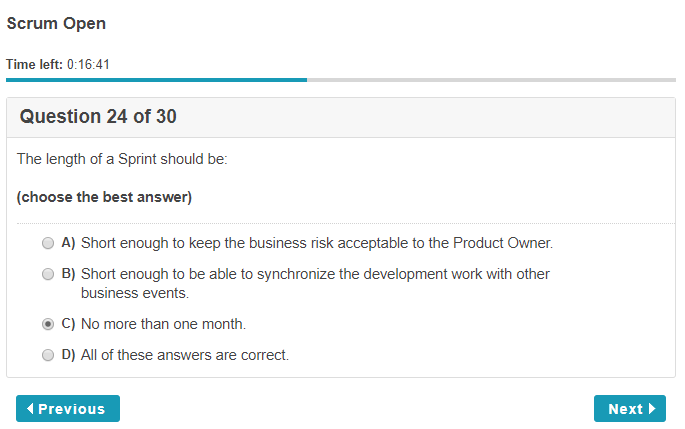 Scrum Open
Time left: 0:16:41
Question 24 of 30
The length of a Sprint should be:
(choose the best answer)
A) Short enough to keep the business risk acceptable to the Product Owner.
B) Short enough to be able to synchronize the development work with other
business events.
C) No more than one month.
D) All of these answers are correct.
Previous
Next